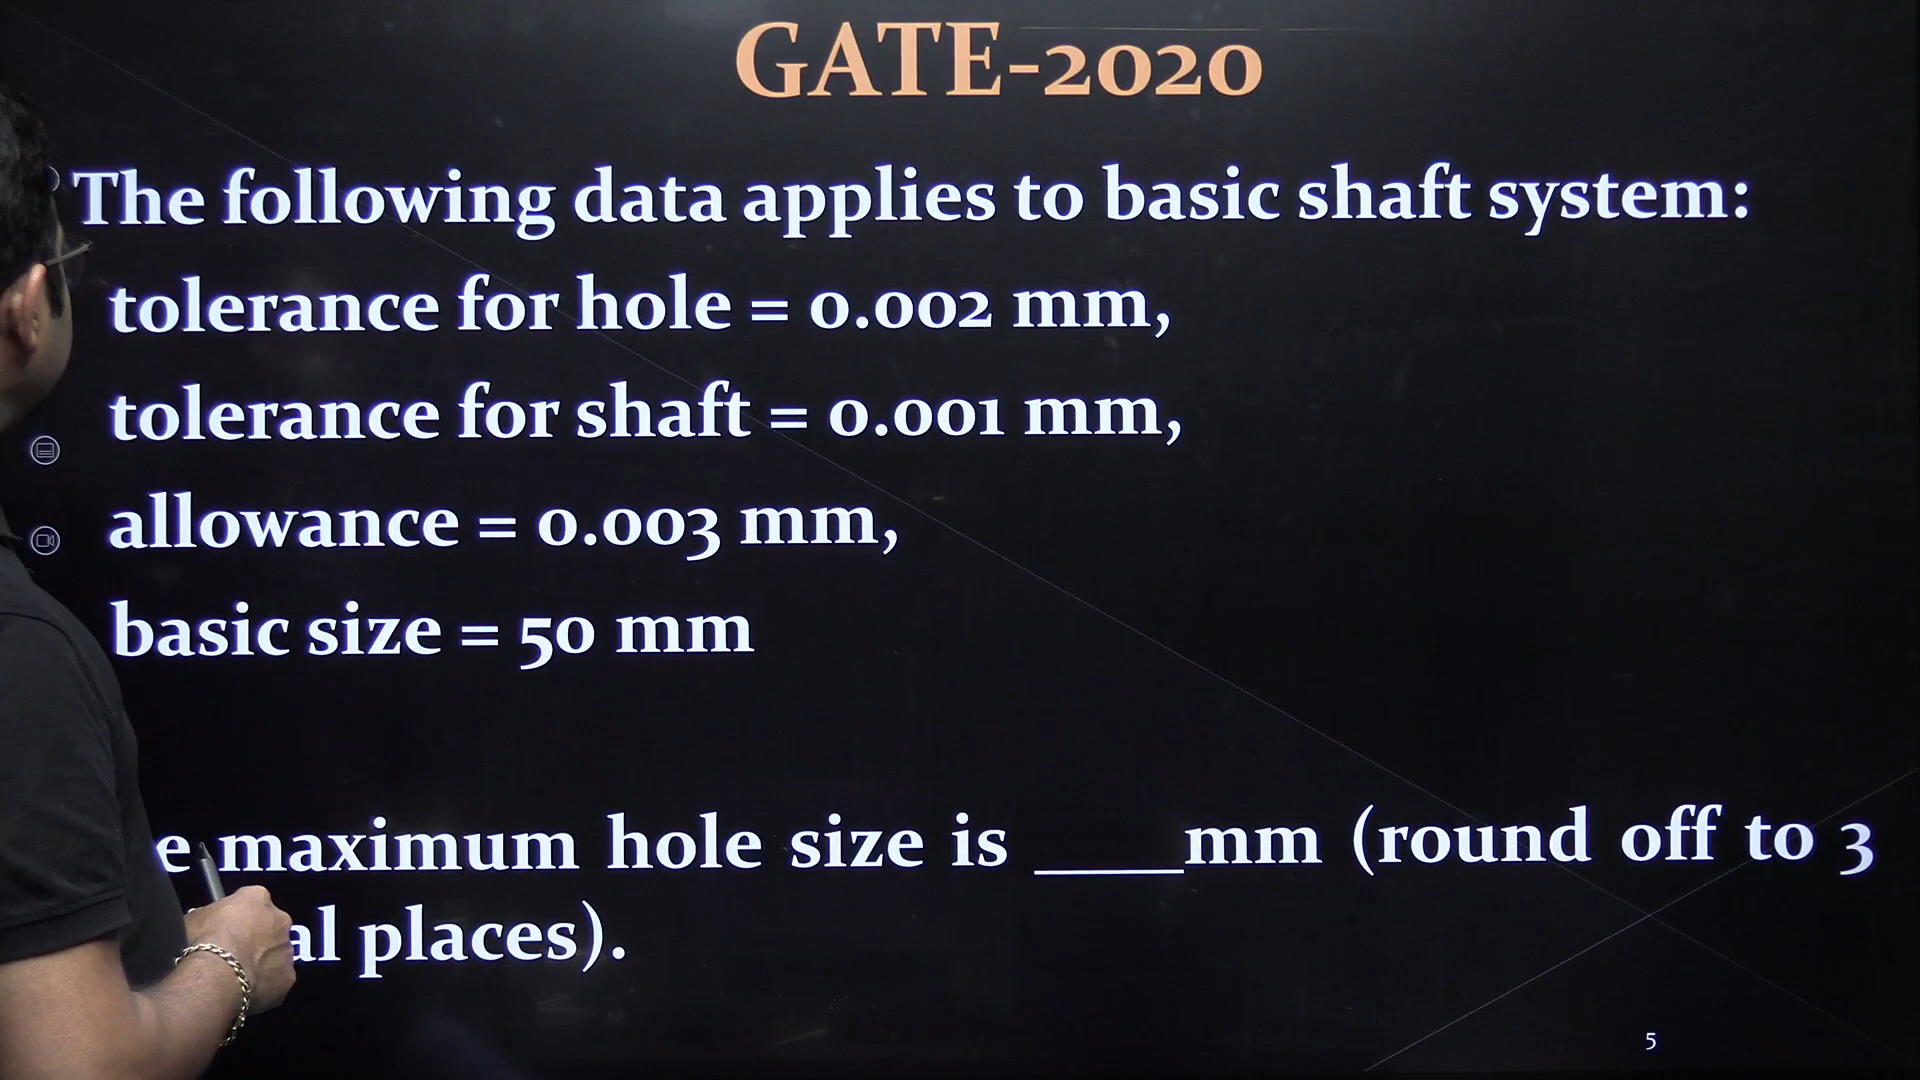 GATE-2020
The following data applies to basic shaft system:
tolerance for hole = 0.002 mm,
tolerance for shaft = 0.001 mm,
allowance = 0.003 mm,
basic size = 50 mm
maximum hole size is ____mm (round off to 3
places).
5